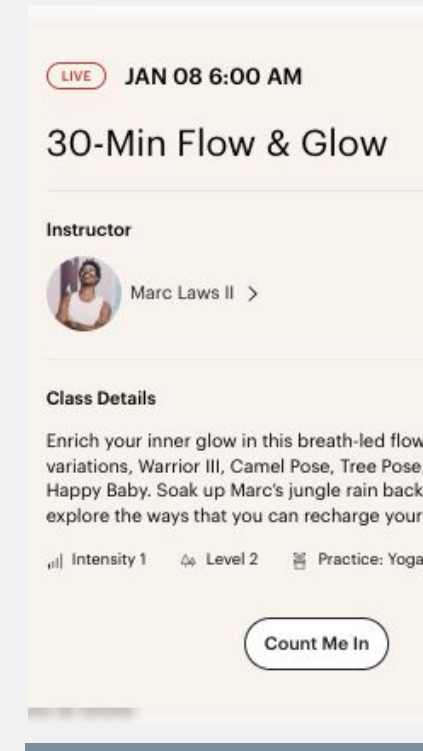 LIVE JAN 08 6:00 AM
30-Min Flow & Glow
Instructor
Marc Laws II
Class Details
Enrich your inner glow in this breath-led flow
variations, Warrior III, Camel Pose, Tree Pose,
Happy Baby. Soak up Marc's jungle rain back
explore the ways that you can recharge your
Intensity 1 Level 2 Practice: Yoga
Count Me In